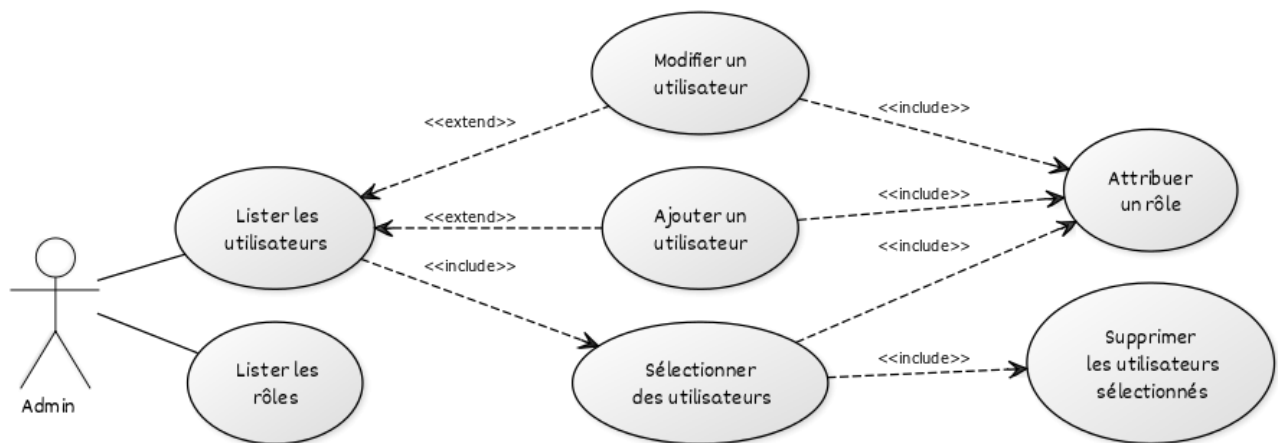 Modifier un
utilisateur
<<extend>>
<<include>>
Attribuer
un rôle
Lister les
utilisateurs
<<extend>>
Ajouter un
utilisateur
<<include>>
<<include>>
<<include>>
Admin
Lister les
rôles
Sélectionner
des utilisateurs
<<include>>
Supprimer
les utilisateurs
sélectionnés